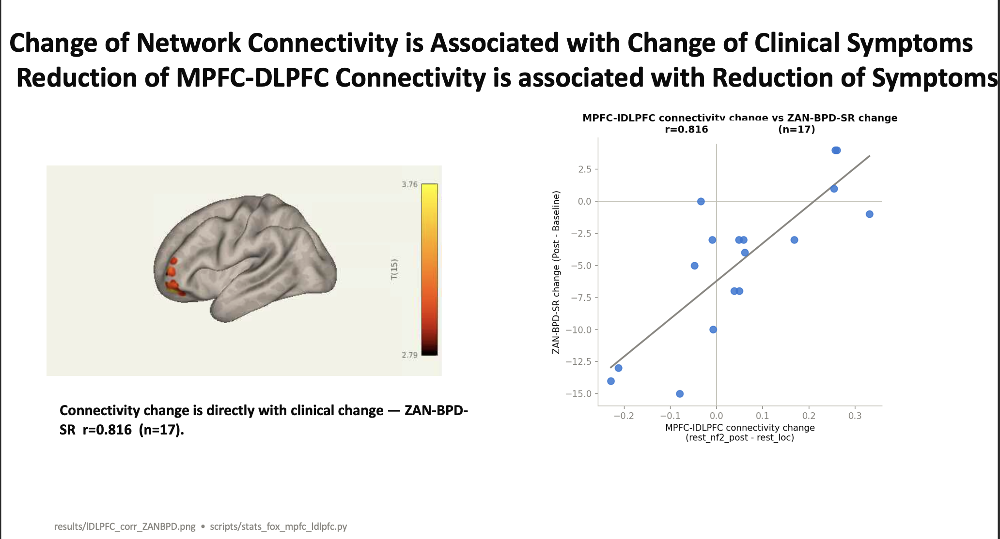 Change of Network Connectivity is Associated with Change of Clinical Symptoms
Reduction of MPFC-DLPFC Connectivity is associated with Reduction of Symptoms
MPFC-lDLPFC connectivity change vs ZAN-BPD-SR change
r=0.816 (n=17)
3.76
T(15)
2.79
ZAN-BPD-SR change (Post - Baseline)
2.5
0.0
−2.5
−5.0
−7.5
−10.0
−12.5
−15.0
−0.2 −0.1 0.0 0.1 0.2 0.3
MPFC-lDLPFC connectivity change
(rest_nf2_post - rest_loc)
Connectivity change is directly with clinical change — ZAN-BPD-
SR r=0.816 (n=17).
results/lDLPFC_corr_ZANBPD.png • scripts/stats_fox_mpfc_ldlpfc.py